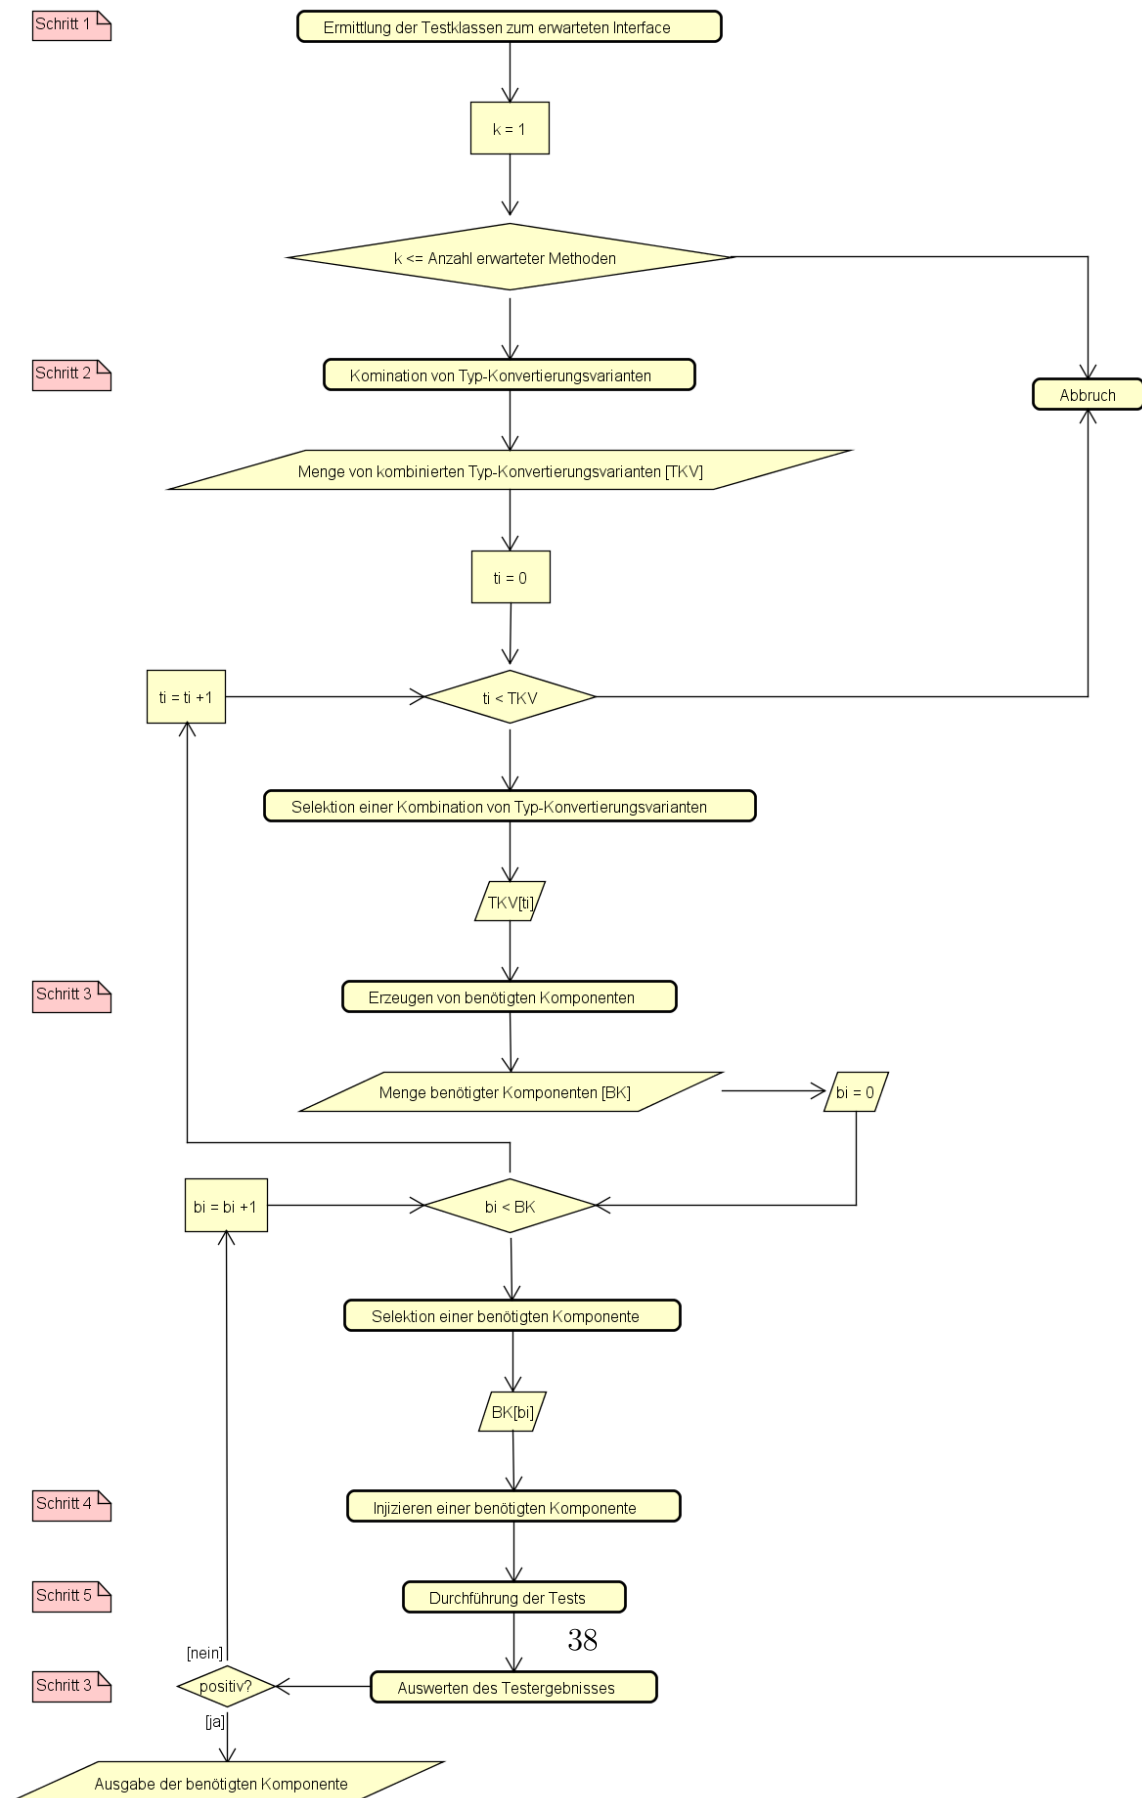 Schritt 1
Ermittlung der Testklassen zum erwarteten Interface
k = 1
k <= Anzahl erwarteter Methoden
Schritt 2
Komination von Typ-Konvertierungsvarianten
Abbruch
Menge von kombinierten Typ-Konvertierungsvarianten [TKV]
ti = 0
ti = ti +1
ti < TKV
Selektion einer Kombination von Typ-Konvertierungsvarianten
TKV[ti]
Schritt 3
Erzeugen von benötigten Komponenten
Menge benötigter Komponenten [BK]
bi = 0
bi = bi +1
bi < BK
Selektion einer benötigten Komponente
BK[bi]
Schritt 4
Injizieren einer benötigten Komponente
Schritt 5
Durchführung der Tests
38
[nein]
Schritt 3
positiv?
Auswerten des Testergebnisses
[ja]
Ausgabe der benötigten Komponente